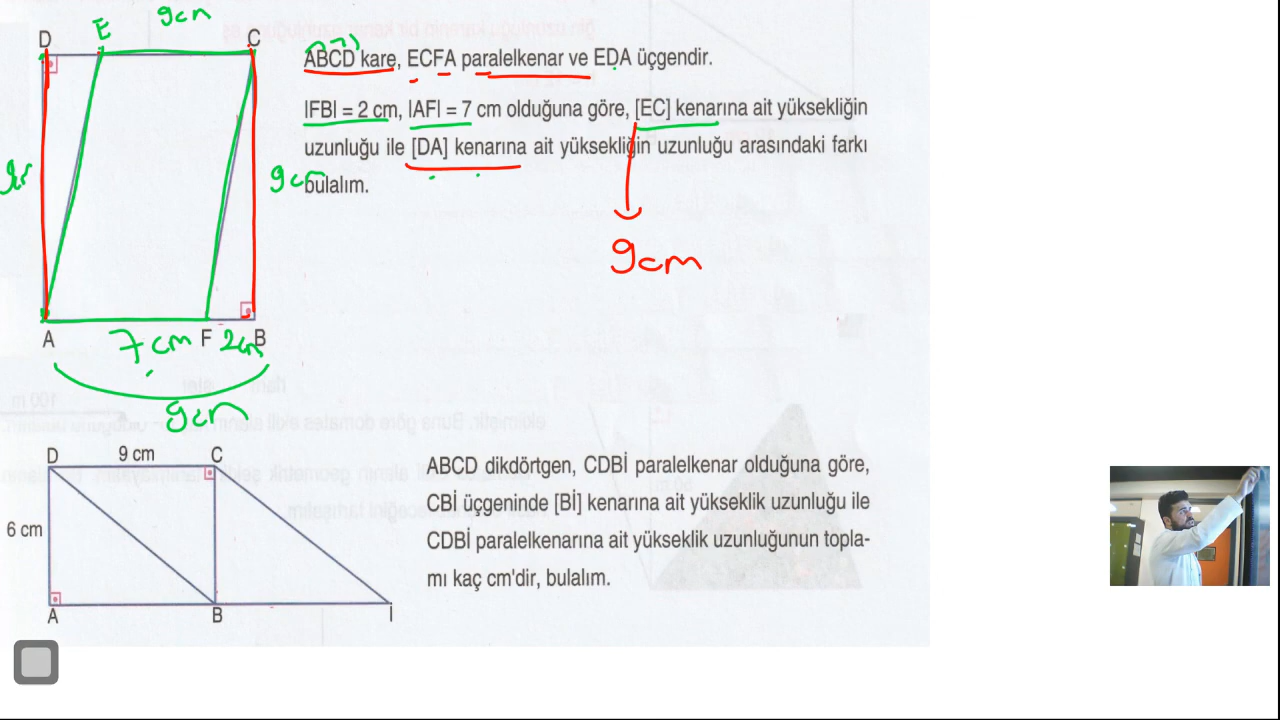 9cm
D E C
ABCD kare, ECFA paralelkenar ve EDA üçgendir.
|FB| = 2 cm, |AF| = 7 cm olduğuna göre, [EC] kenarına ait yüksekliğin
uzunluğu ile [DA] kenarına ait yüksekliğin uzunluğu arasındaki farkı
9cm
bulalım.
9cm
A 7 cm F 2cm B
9cm
D 9 cm C
6 cm
A B I
ABCD dikdörtgen, CDBİ paralelkenar olduğuna göre,
CBİ üçgeninde [Bİ] kenarına ait yükseklik uzunluğu ile
CDBİ paralelkenarına ait yükseklik uzunluğunun topla-
mı kaç cm'dir, bulalım.